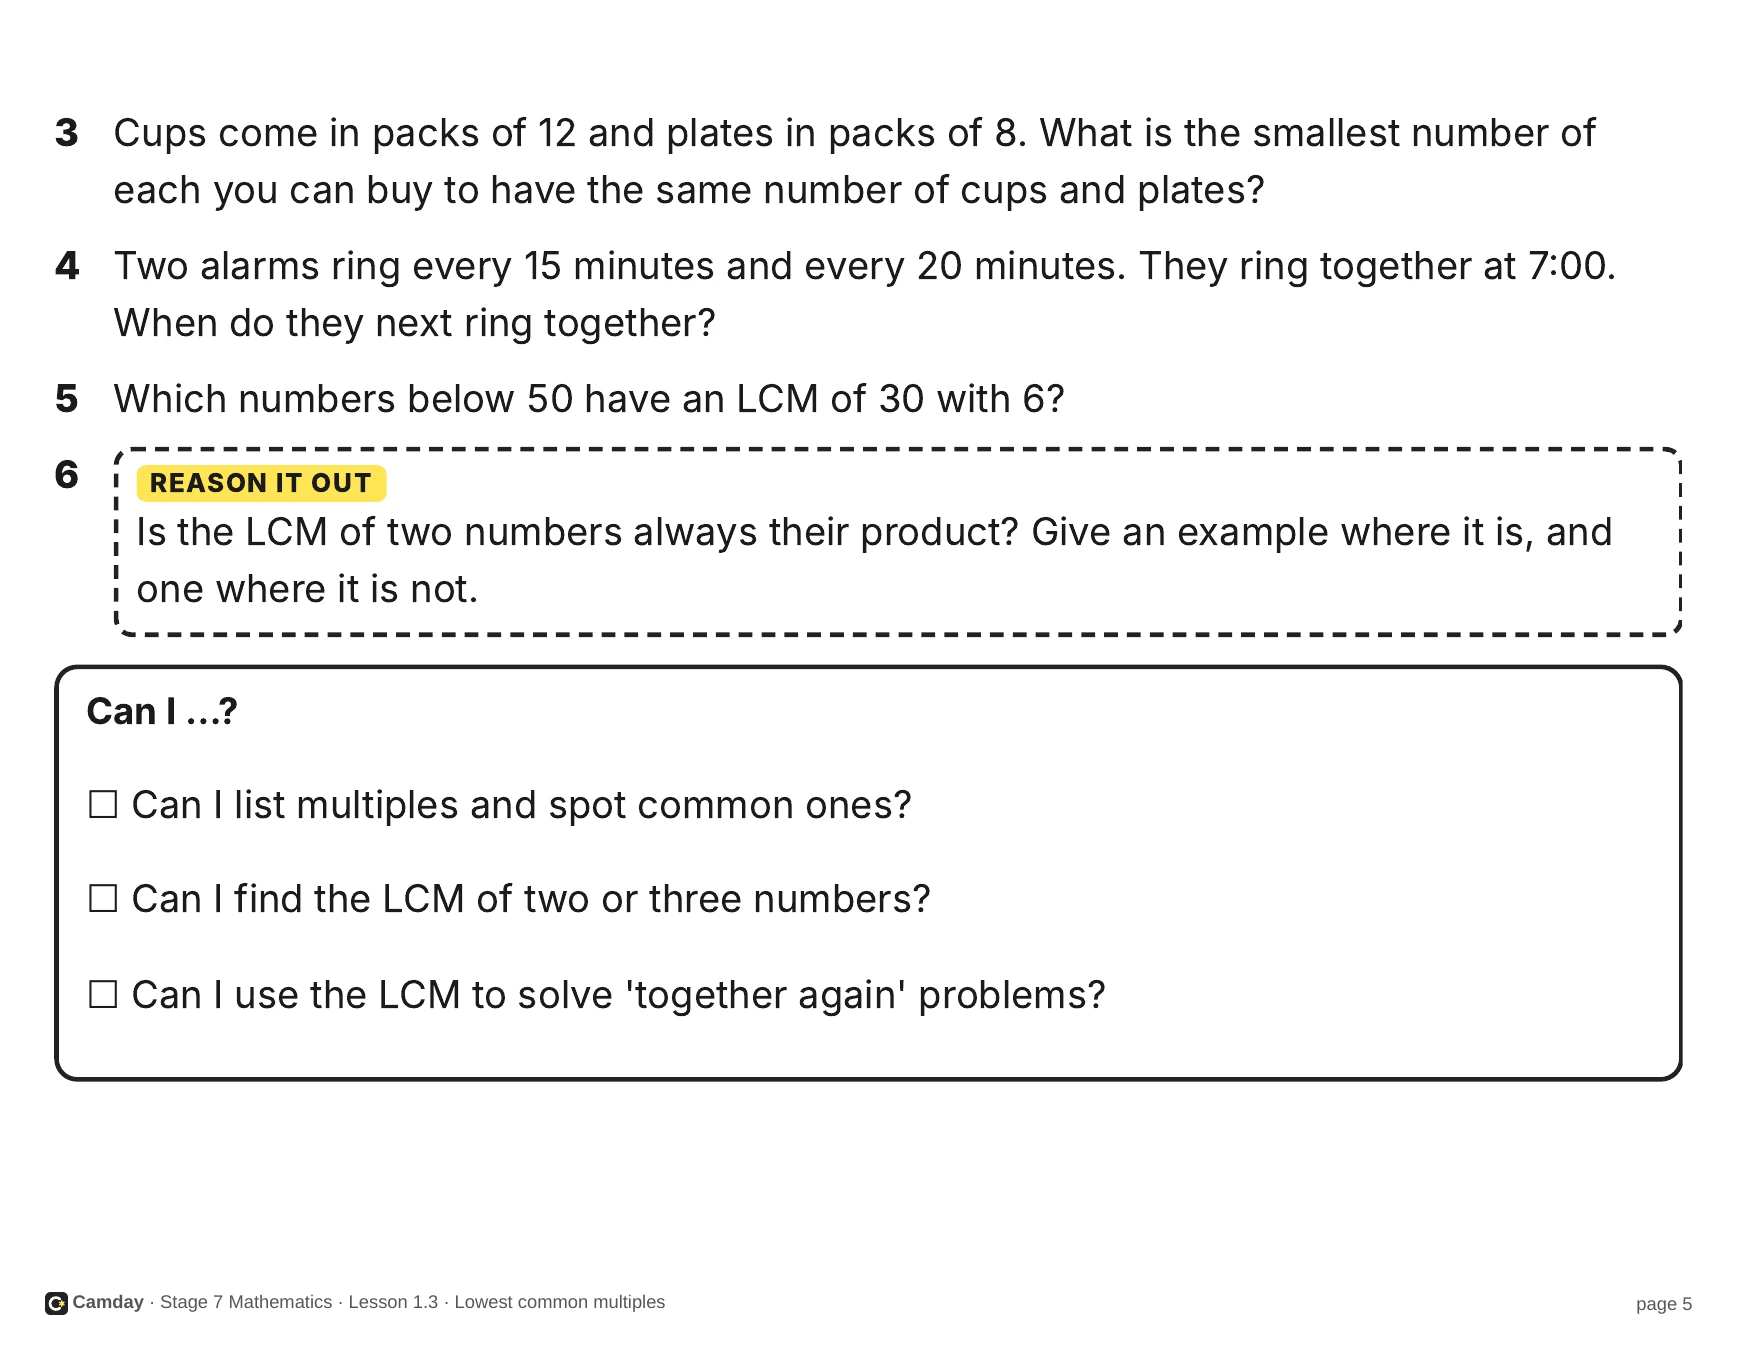 3 Cups come in packs of 12 and plates in packs of 8. What is the smallest number of
each you can buy to have the same number of cups and plates?
4 Two alarms ring every 15 minutes and every 20 minutes. They ring together at 7:00.
When do they next ring together?
5 Which numbers below 50 have an LCM of 30 with 6?
6 REASON IT OUT
Is the LCM of two numbers always their product? Give an example where it is, and
one where it is not.
Can I ...?
☐ Can I list multiples and spot common ones?
☐ Can I find the LCM of two or three numbers?
☐ Can I use the LCM to solve 'together again' problems?
Camday · Stage 7 Mathematics · Lesson 1.3 · Lowest common multiples
page 5